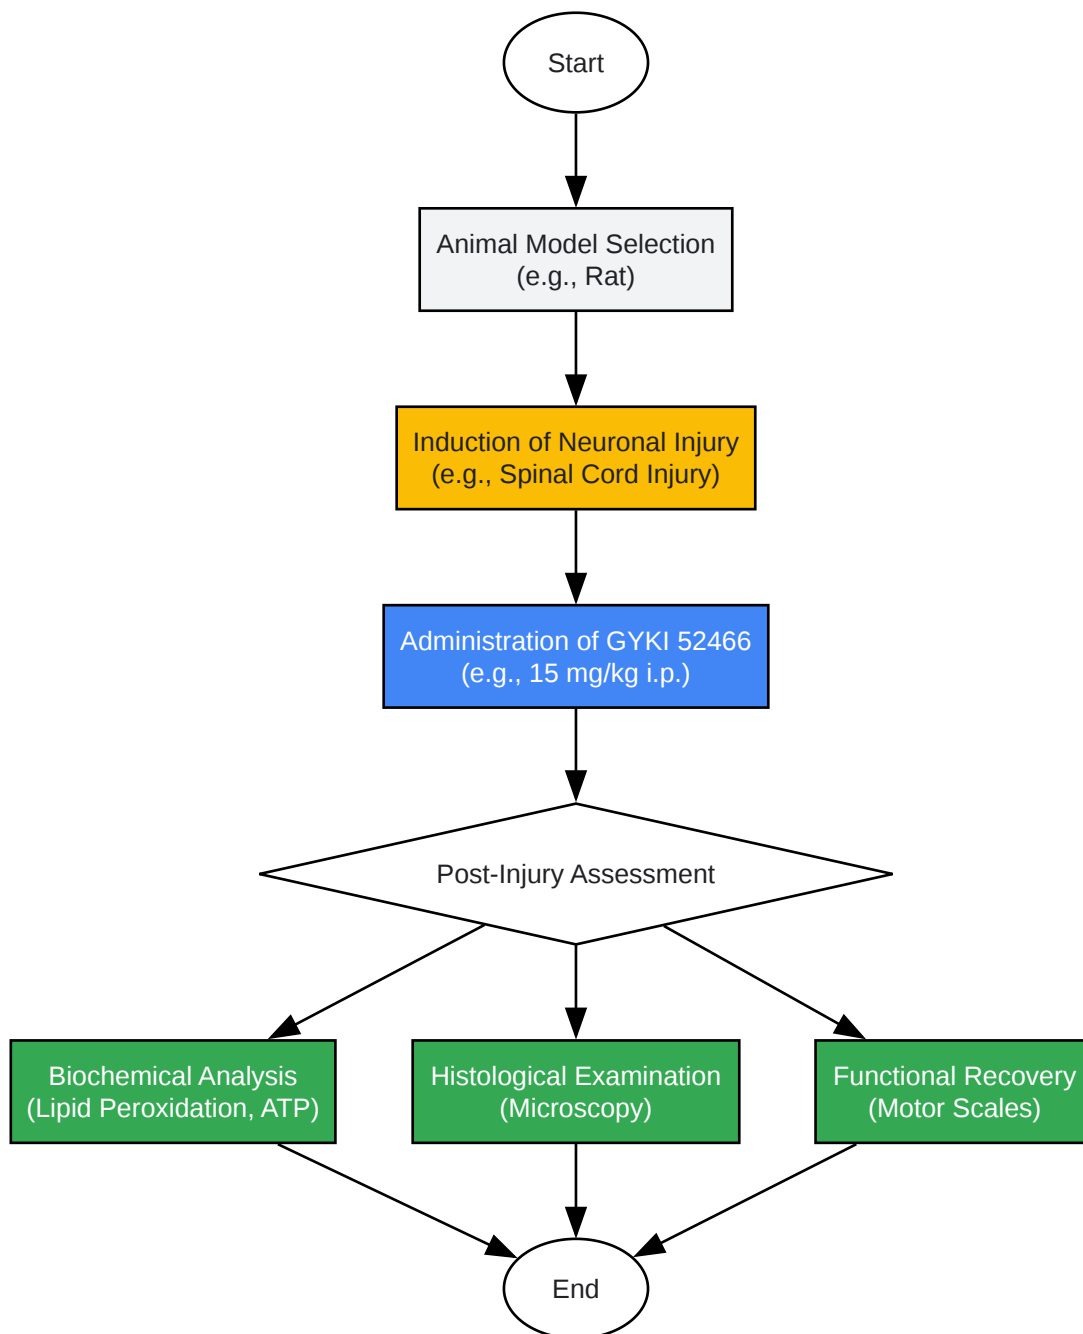 Start
Animal Model Selection
(e.g., Rat)
Induction of Neuronal Injury
(e.g., Spinal Cord Injury)
Administration of GYKI 52466
(e.g., 15 mg/kg i.p.)
Post-Injury Assessment
Biochemical Analysis
(Lipid Peroxidation, ATP)
Histological Examination
(Microscopy)
Functional Recovery
(Motor Scales)
End